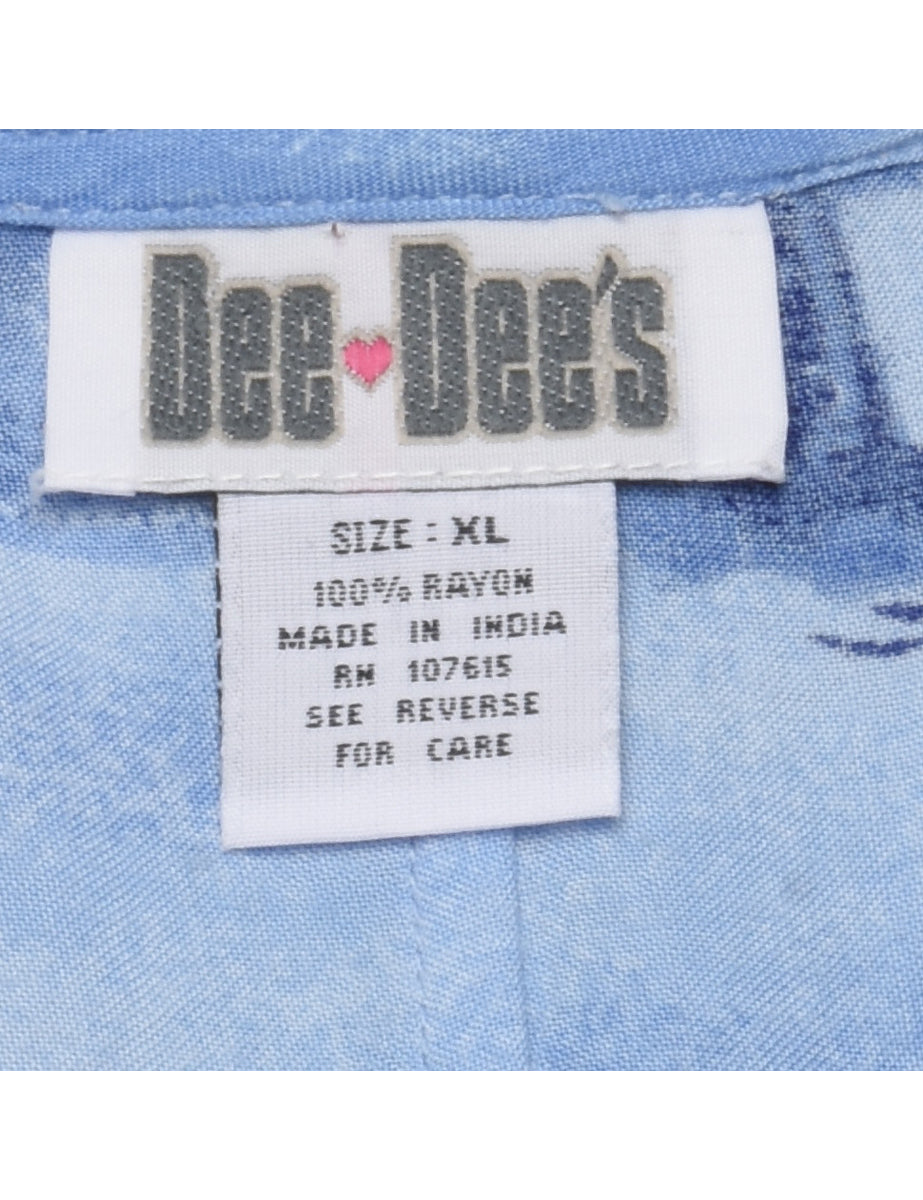 Dee Dee's
SIZE : XL
100% RAYON
MADE IN INDIA
RN 107615
SEE REVERSE
FOR CARE